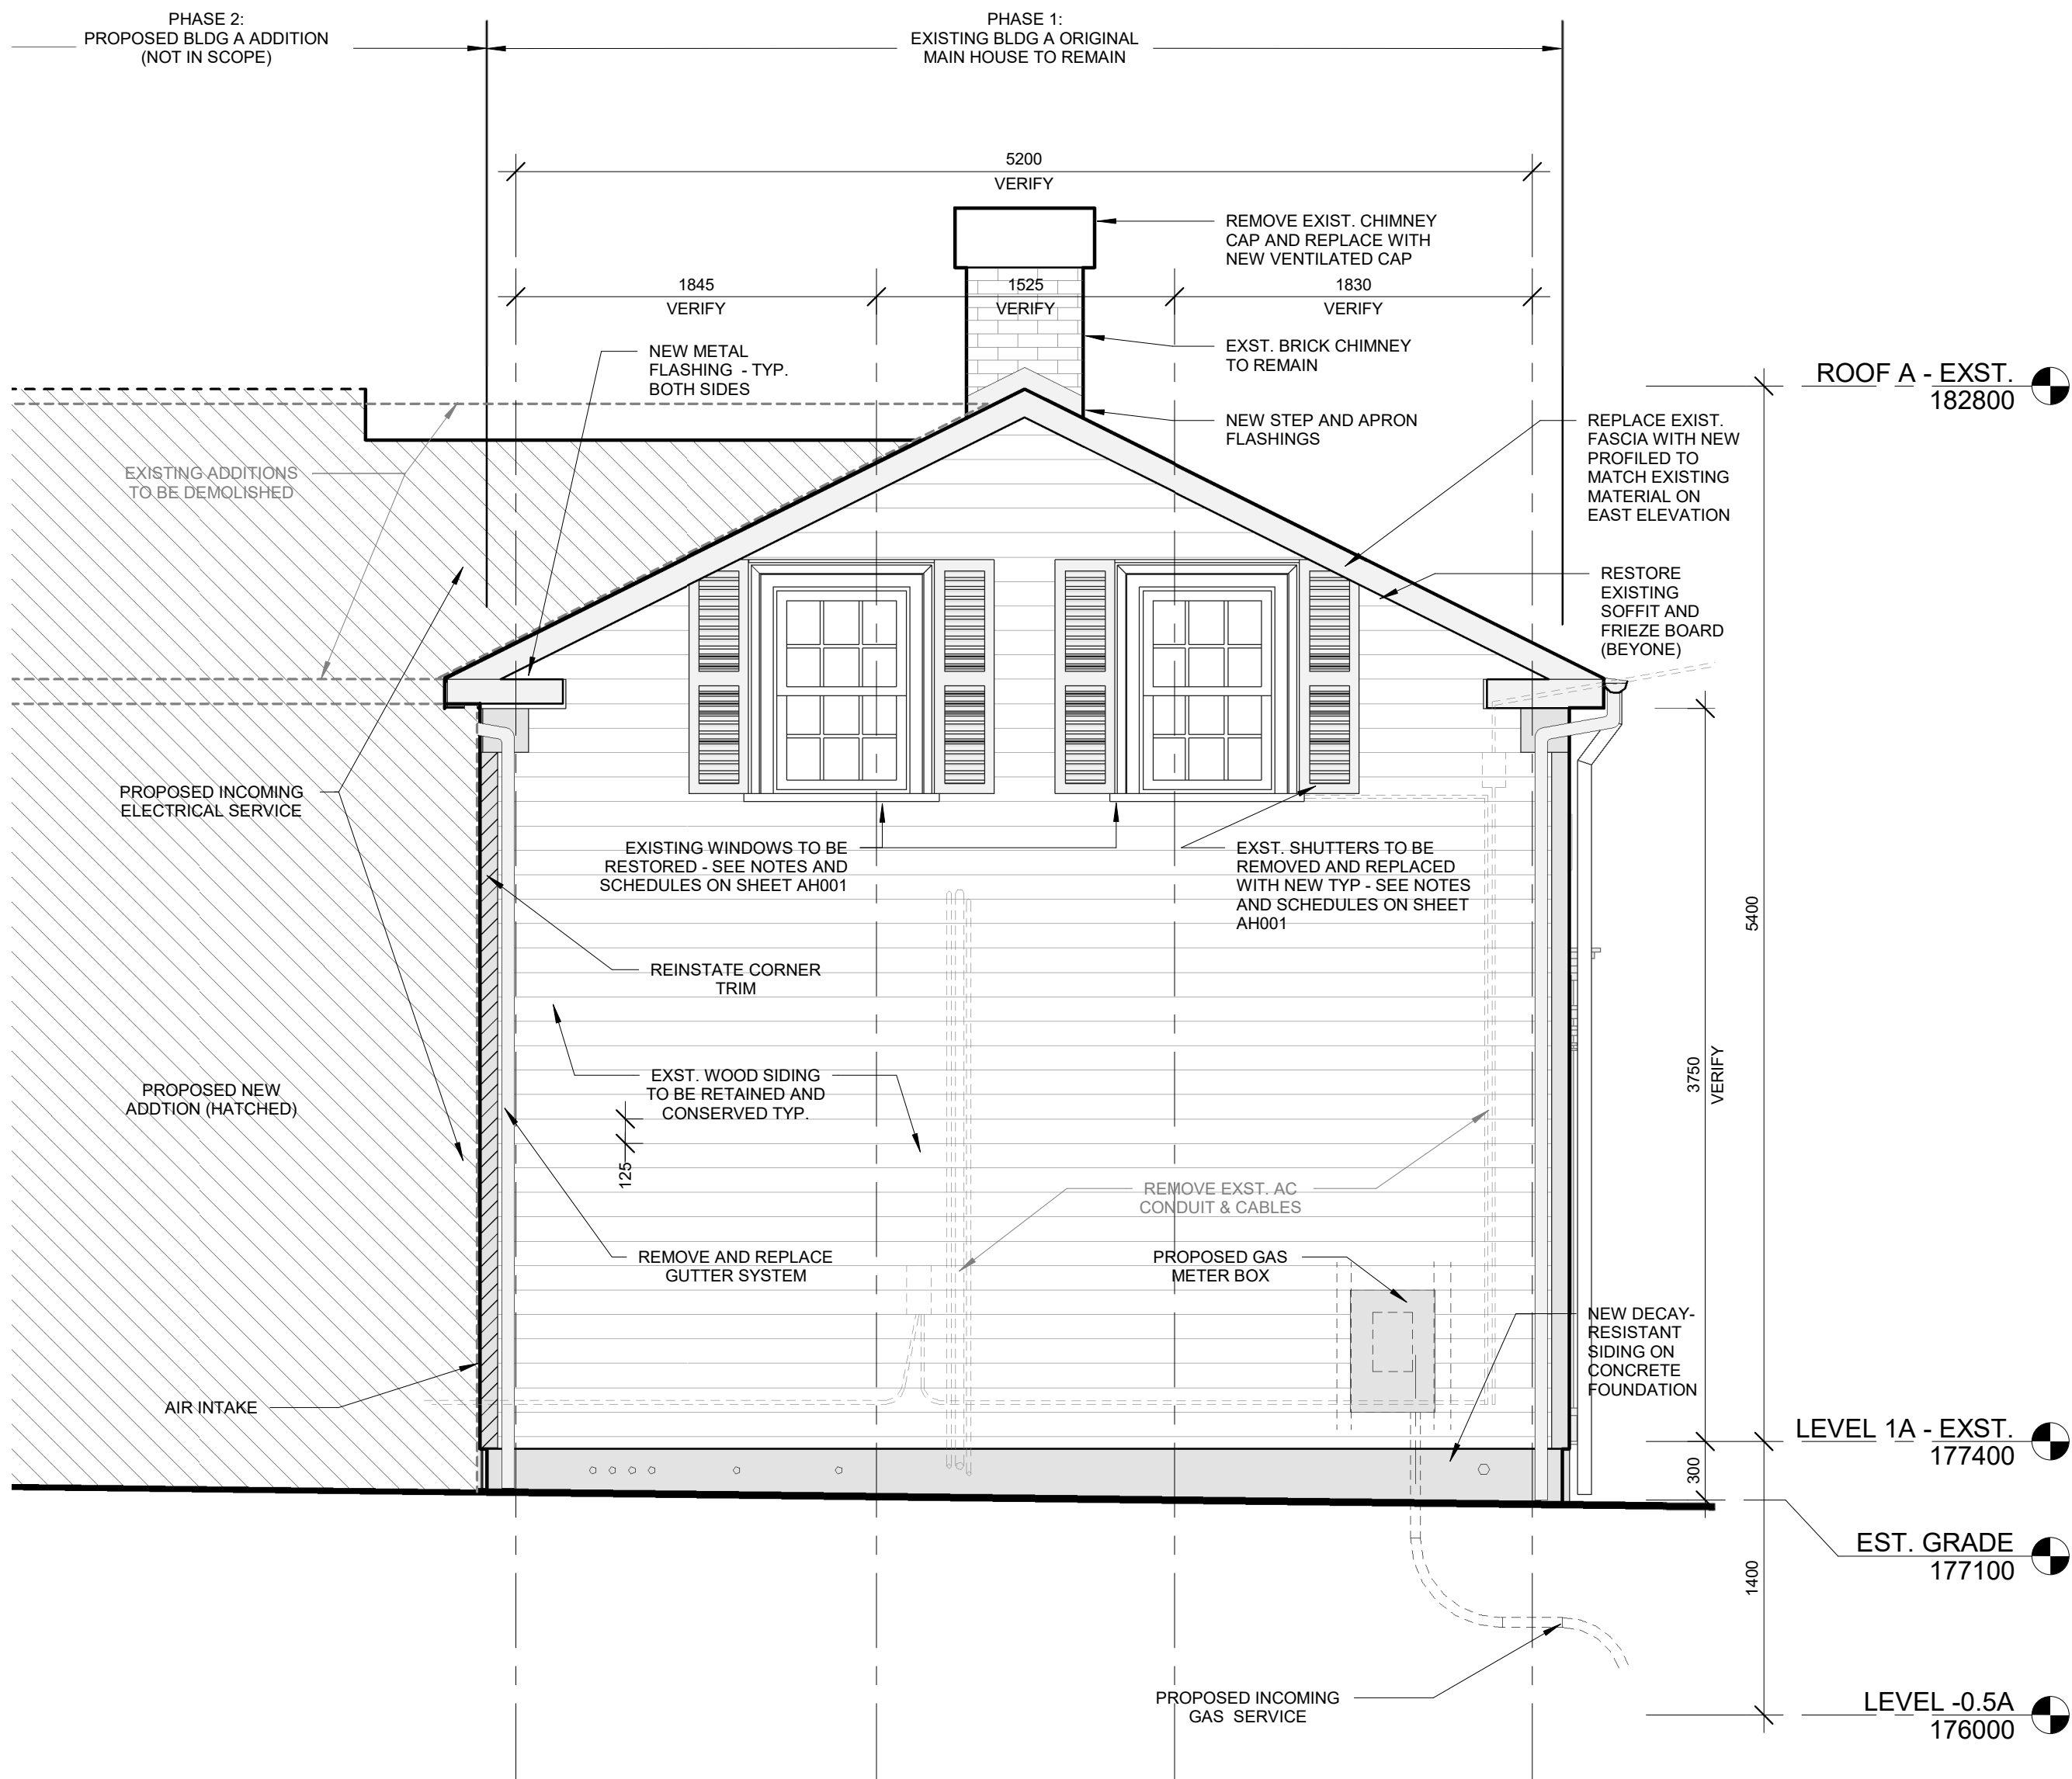 PHASE 2:
PROPOSED BLDG A ADDITION
(NOT IN SCOPE)
PHASE 1:
EXISTING BLDG A ORIGINAL
MAIN HOUSE TO REMAIN
5200
VERIFY
REMOVE EXIST. CHIMNEY
CAP AND REPLACE WITH
NEW VENTILATED CAP
1845
VERIFY
1525
VERIFY
1830
VERIFY
NEW METAL
FLASHING - TYP.
BOTH SIDES
EXST. BRICK CHIMNEY
TO REMAIN
ROOF A - EXST.
182800
NEW STEP AND APRON
FLASHINGS
REPLACE EXIST.
FASCIA WITH NEW
PROFILED TO
MATCH EXISTING
MATERIAL ON
EAST ELEVATION
EXISTING ADDITIONS
TO BE DEMOLISHED
RESTORE
EXISTING
SOFFIT AND
FRIEZE BOARD
(BEYONE)
PROPOSED INCOMING
ELECTRICAL SERVICE
EXISTING WINDOWS TO BE
RESTORED - SEE NOTES AND
SCHEDULES ON SHEET AH001
EXST. SHUTTERS TO BE
REMOVED AND REPLACED
WITH NEW TYP - SEE NOTES
AND SCHEDULES ON SHEET
AH001
5400
REINSTATE CORNER
TRIM
3750
VERIFY
PROPOSED NEW
ADDTION (HATCHED)
EXST. WOOD SIDING
TO BE RETAINED AND
CONSERVED TYP.
125
REMOVE EXST. AC
CONDUIT & CABLES
REMOVE AND REPLACE
GUTTER SYSTEM
PROPOSED GAS
METER BOX
NEW DECAY-
RESISTANT
SIDING ON
CONCRETE
FOUNDATION
AIR INTAKE
LEVEL 1A - EXST.
177400
300
EST. GRADE
177100
1400
PROPOSED INCOMING
GAS SERVICE
LEVEL -0.5A
176000